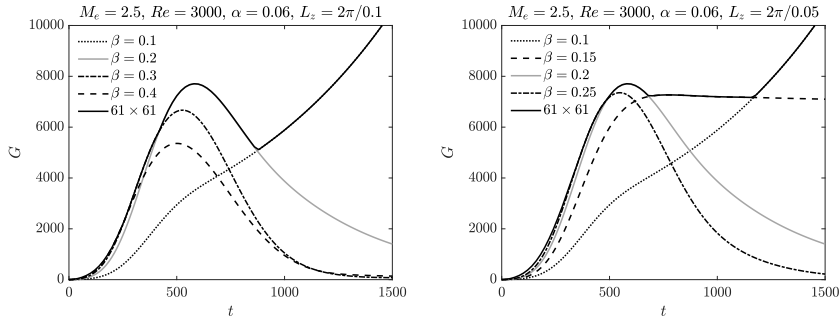 M_e = 2.5, Re = 3000, α = 0.06, L_z = 2π/0.1
10000
8000
6000
4000
2000
0
G
β = 0.1
β = 0.2
β = 0.3
β = 0.4
61 × 61
0
500
1000
1500
t
M_e = 2.5, Re = 3000, α = 0.06, L_z = 2π/0.05
10000
8000
6000
4000
2000
0
G
β = 0.1
β = 0.15
β = 0.2
β = 0.25
61 × 61
0
500
1000
1500
t